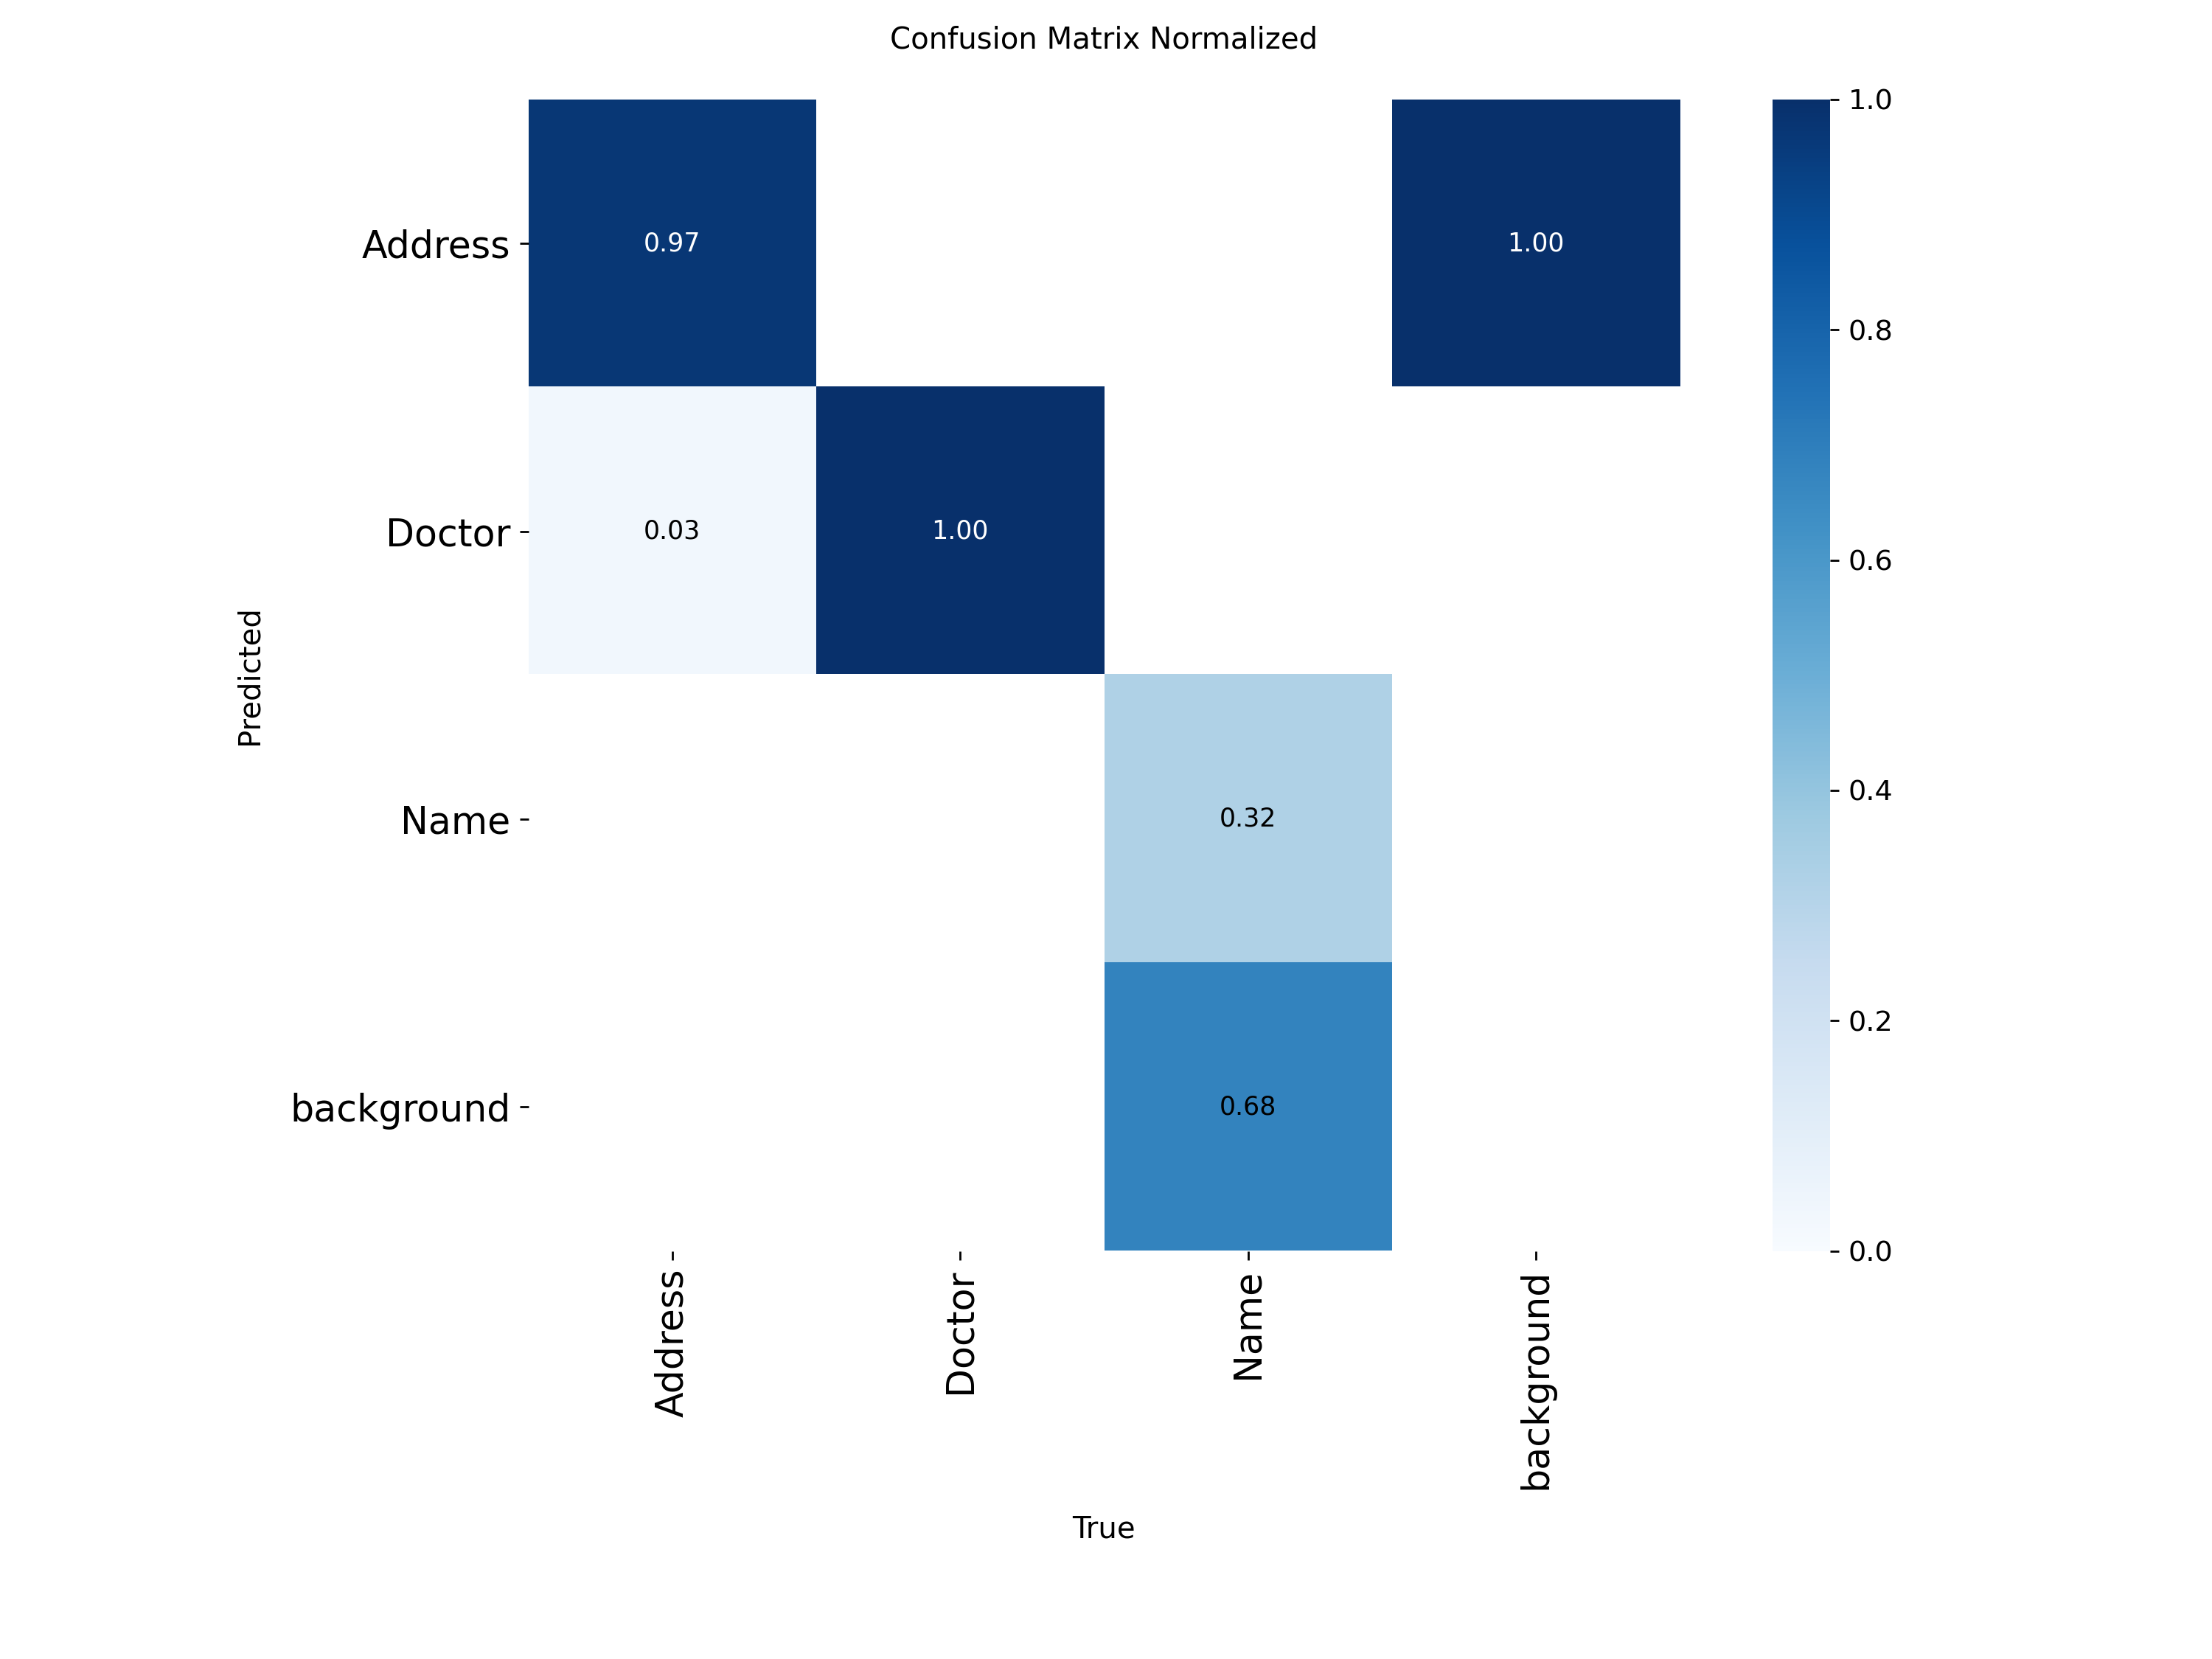 Confusion Matrix Normalized
Address
0.97
1.00
1.0
0.8
Doctor
0.03
1.00
0.6
Predicted
Name
0.32
0.4
background
0.68
0.2
0.0
Address
Doctor
Name
background
True